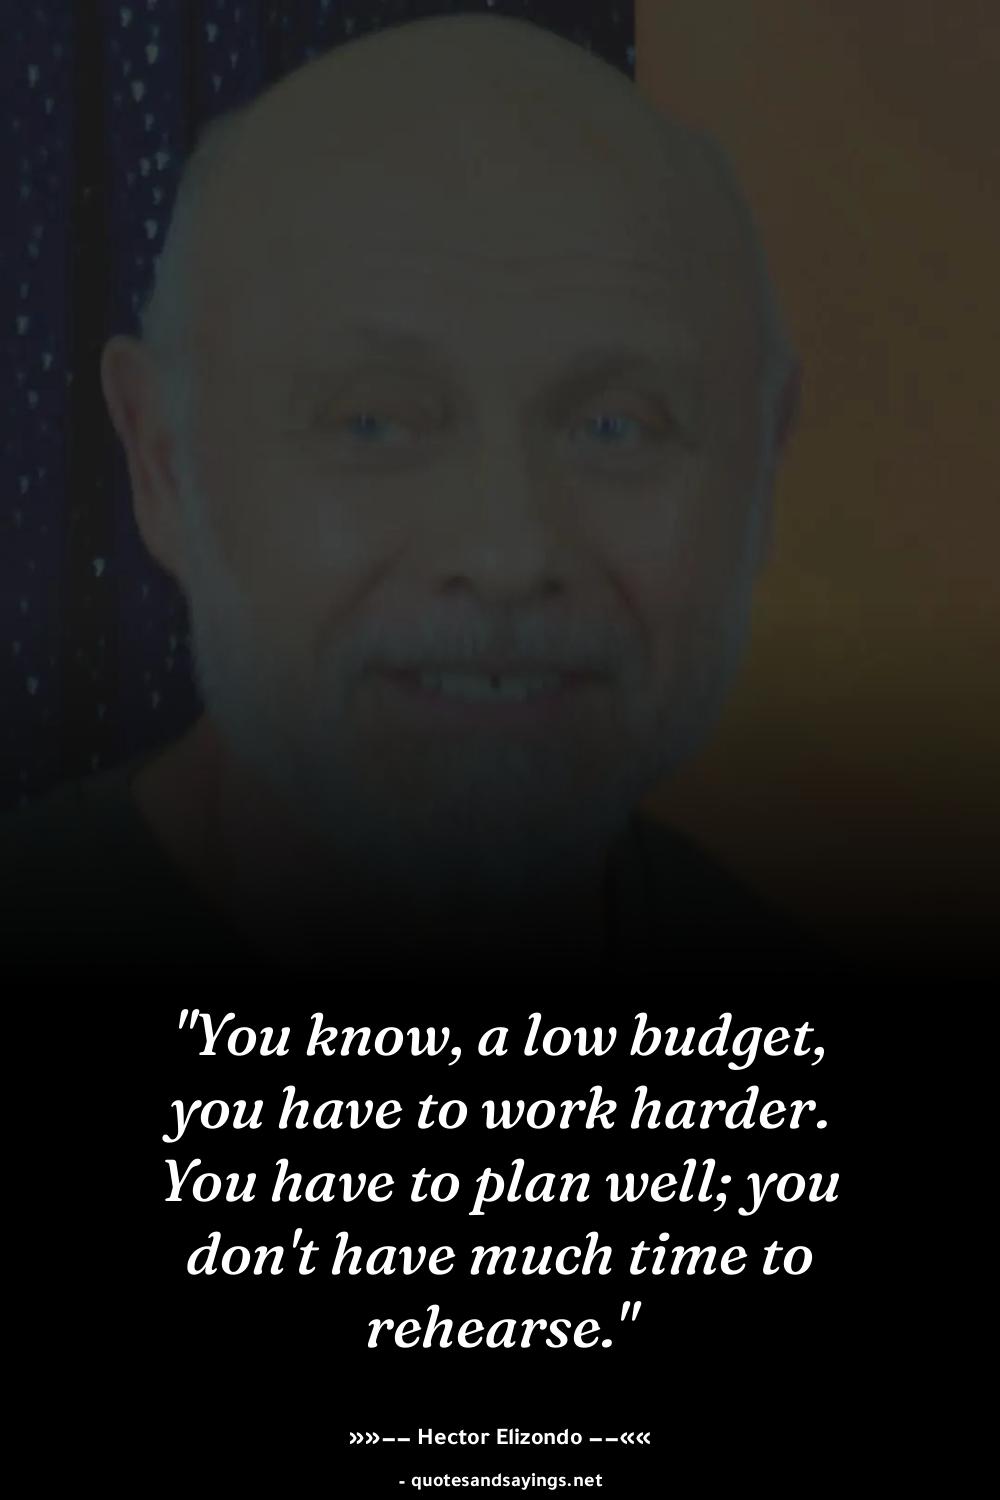 "You know, a low budget,
you have to work harder.
You have to plan well; you
don't have much time to
rehearse."
»»−− Hector Elizondo −−««
- quotesandsayings.net